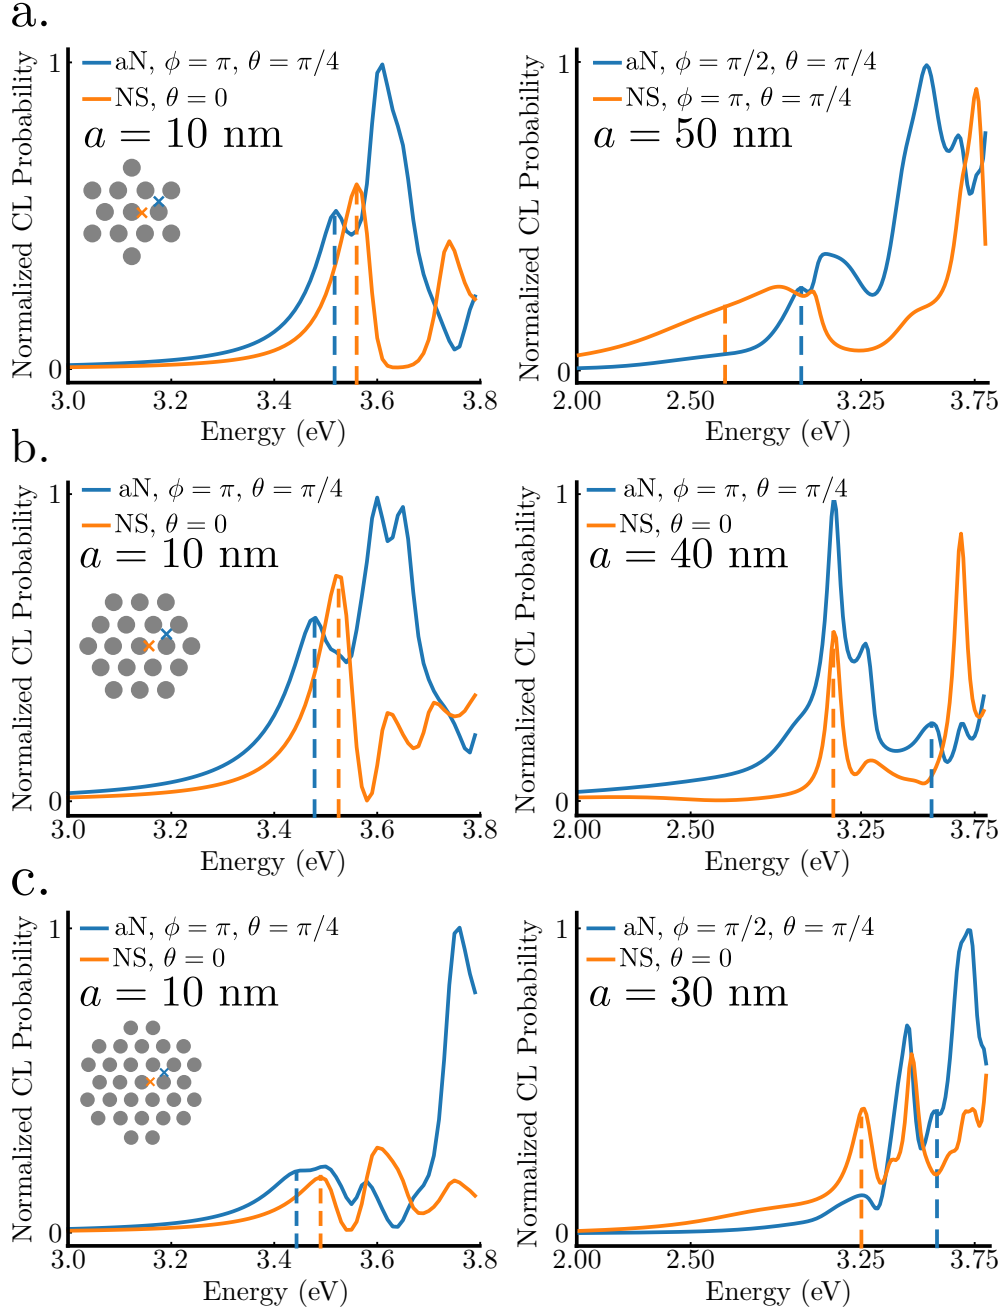 a.
Normalized CL Probability
1
0
aN, ϕ = π, θ = π/4
NS, θ = 0
a = 10 nm
3.0 3.2 3.4 3.6 3.8
Energy (eV)
Normalized CL Probability
1
0
aN, ϕ = π/2, θ = π/4
NS, ϕ = π, θ = π/4
a = 50 nm
2.00 2.50 3.25 3.75
Energy (eV)
b.
Normalized CL Probability
1
0
aN, ϕ = π, θ = π/4
NS, θ = 0
a = 10 nm
3.0 3.2 3.4 3.6 3.8
Energy (eV)
Normalized CL Probability
1
0
aN, ϕ = π, θ = π/4
NS, θ = 0
a = 40 nm
2.00 2.50 3.25 3.75
Energy (eV)
c.
Normalized CL Probability
1
0
aN, ϕ = π, θ = π/4
NS, θ = 0
a = 10 nm
3.0 3.2 3.4 3.6 3.8
Energy (eV)
Normalized CL Probability
1
0
aN, ϕ = π/2, θ = π/4
NS, θ = 0
a = 30 nm
2.00 2.50 3.25 3.75
Energy (eV)